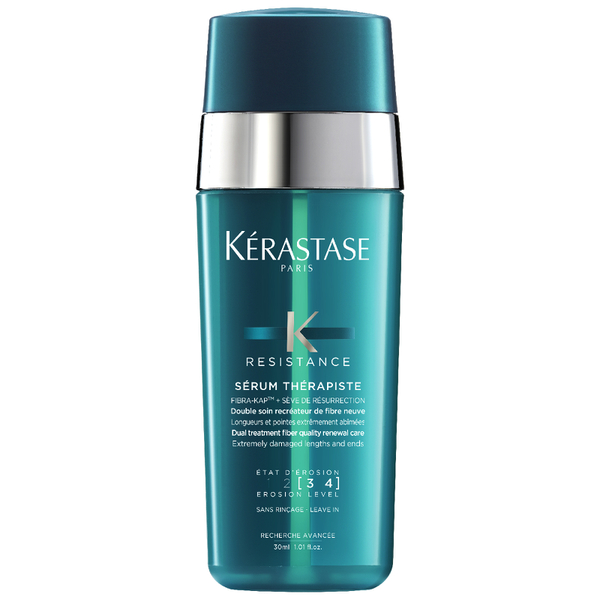 KÉRASTASE
PARIS
K
RESISTANCE
SÉRUM THÉRAPISTE
FIBRA-KAP™ + SÈVE DE RÉSURRECTION
Double soin recréateur de fibre neuve
Longueurs et pointes extrêmement abîmées
Dual treatment fiber quality renewal care
Extremely damaged lengths and ends
ÉTAT D'EROSION
2 [3 4]
EROSION LEVEL
SANS RINÇAGE - LEAVE IN
RECHERCHE AVANCÉE
30ml 1.01 fl.oz.